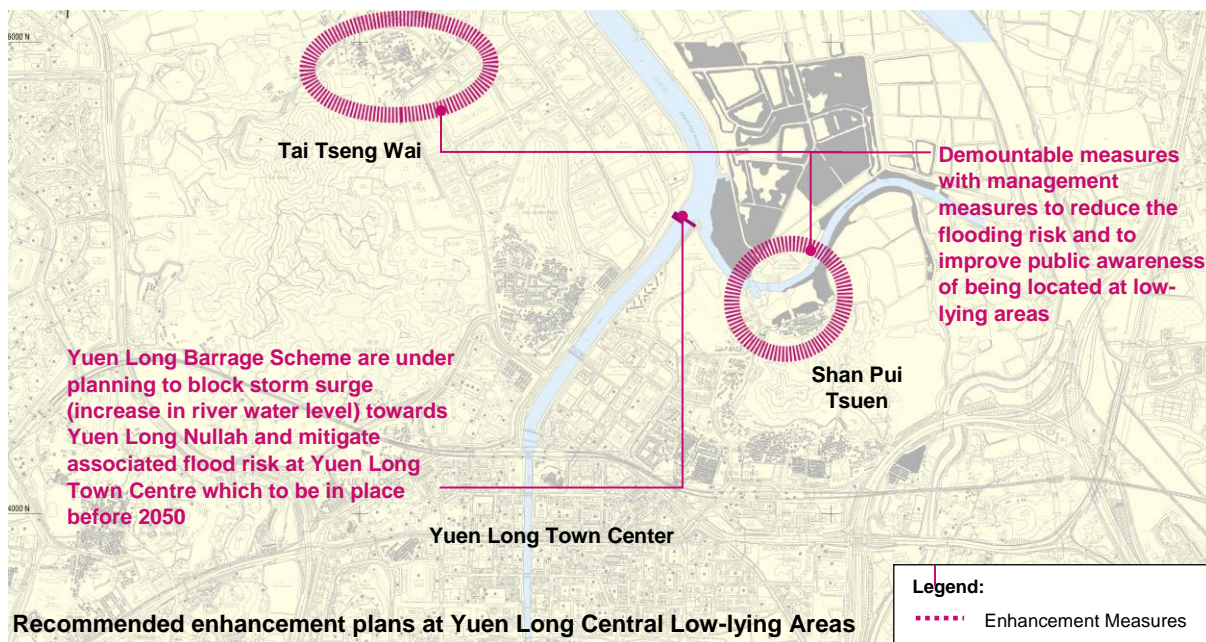 6000 N
Tai Tseng Wai
Demountable measures
with management
measures to reduce the
flooding risk and to
improve public awareness
of being located at low-
lying areas
Shan Pui
Tsuen
Yuen Long Barrage Scheme are under
planning to block storm surge
(increase in river water level) towards
Yuen Long Nullah and mitigate
associated flood risk at Yuen Long
Town Centre which to be in place
before 2050
4000 N
Yuen Long Town Center
Recommended enhancement plans at Yuen Long Central Low-lying Areas
Legend:
Enhancement Measures